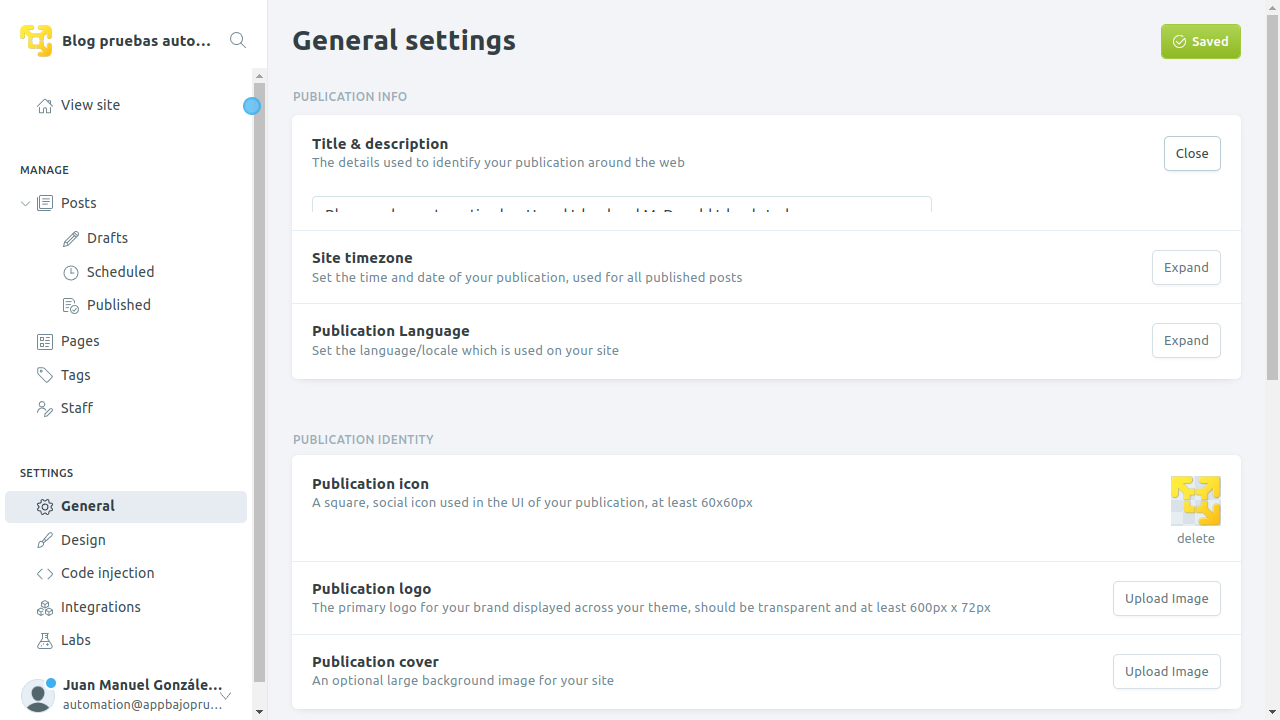 Blog pruebas auto...
General settings
Saved
View site
PUBLICATION INFO
Title & description
The details used to identify your publication around the web
Close
MANAGE
Posts
Drafts
Scheduled
Published
Pages
Tags
Staff
Site timezone
Set the time and date of your publication, used for all published posts
Expand
Publication Language
Set the language/locale which is used on your site
Expand
PUBLICATION IDENTITY
SETTINGS
General
Design
Code injection
Integrations
Labs
Publication icon
A square, social icon used in the UI of your publication, at least 60x60px
delete
Publication logo
The primary logo for your brand displayed across your theme, should be transparent and at least 600px x 72px
Upload Image
Publication cover
An optional large background image for your site
Upload Image
Juan Manuel Gonzále...
automation@appbajopru...